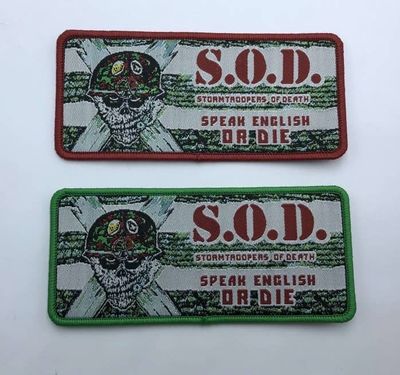 S.O.D.
STORMTROOPERS OF DEATH
SPEAK ENGLISH
OR DIE
S.O.D.
STORMTROOPERS OF DEATH
SPEAK ENGLISH
OR DIE